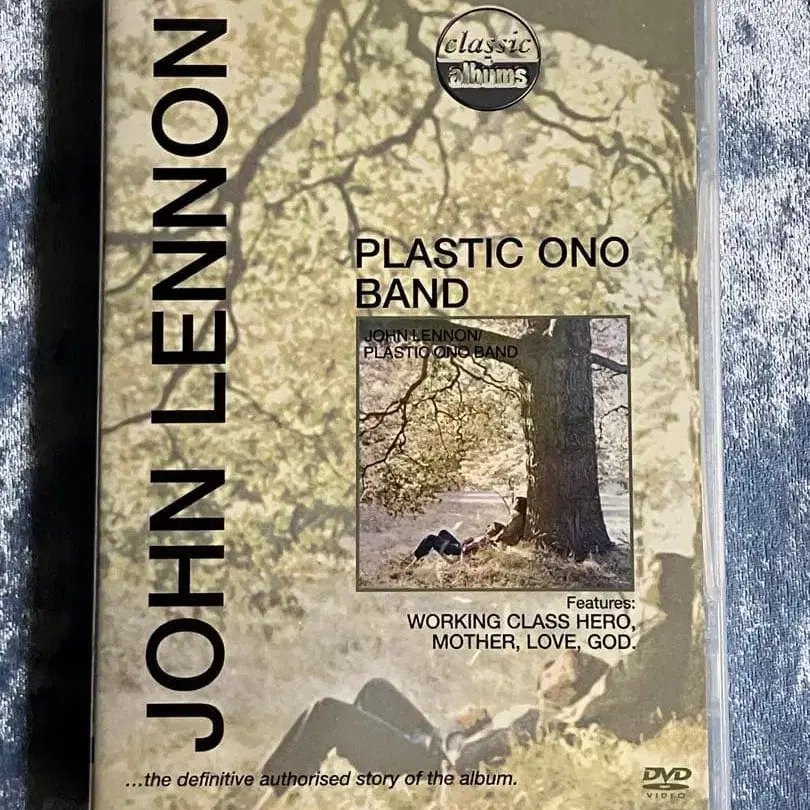 classic
albums
JOHN LENNON
PLASTIC ONO
BAND
JOHN LENNON/
PLASTIC ONO BAND
Features:
WORKING CLASS HERO,
MOTHER, LOVE, GOD.
...the definitive authorised story of the album.
DVD
VIDEO